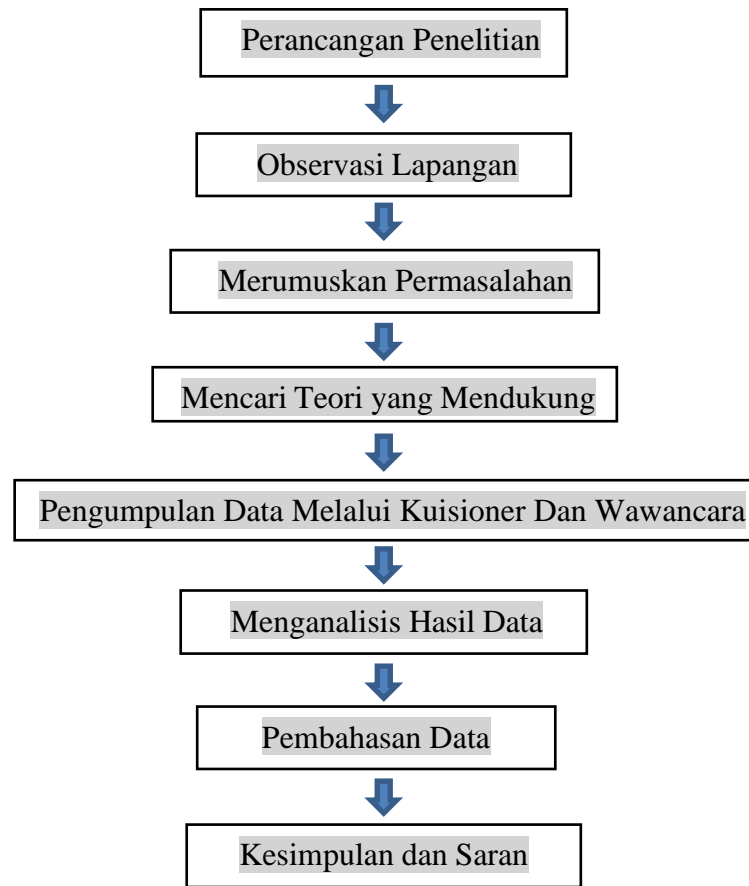 Perancangan Penelitian
Observasi Lapangan
Merumuskan Permasalahan
Mencari Teori yang Mendukung
Pengumpulan Data Melalui Kuisioner Dan Wawancara
Menganalisis Hasil Data
Pembahasan Data
Kesimpulan dan Saran